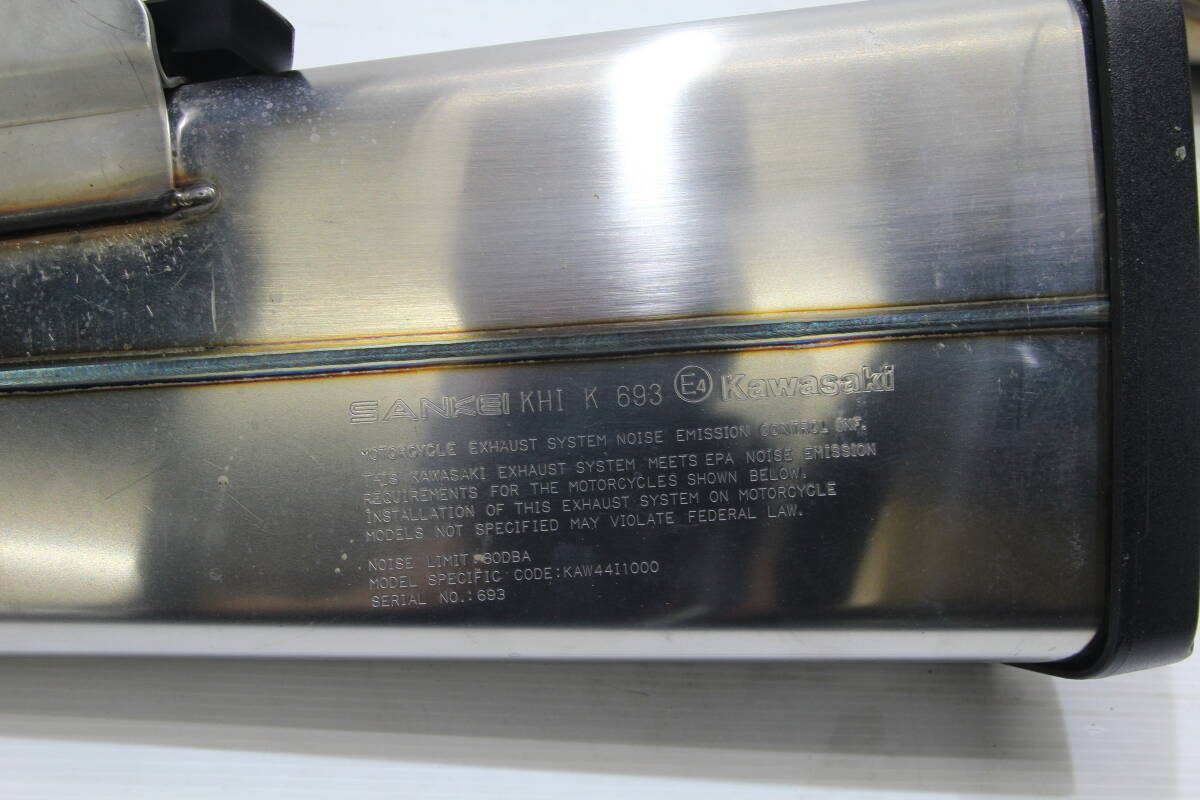 SANKEI KHI K 693 E4 Kawasaki
MOTORCYCLE EXHAUST SYSTEM NOISE EMISSION CONTROL INF.
THIS KAWASAKI EXHAUST SYSTEM MEETS EPA NOISE EMISSION
REQUIREMENTS FOR THE MOTORCYCLES SHOWN BELOW.
INSTALLATION OF THIS EXHAUST SYSTEM ON MOTORCYCLE
MODELS NOT SPECIFIED MAY VIOLATE FEDERAL LAW.
NOISE LIMIT:80DBA
MODEL SPECIFIC CODE:KAW44I1000
SERIAL NO.:693